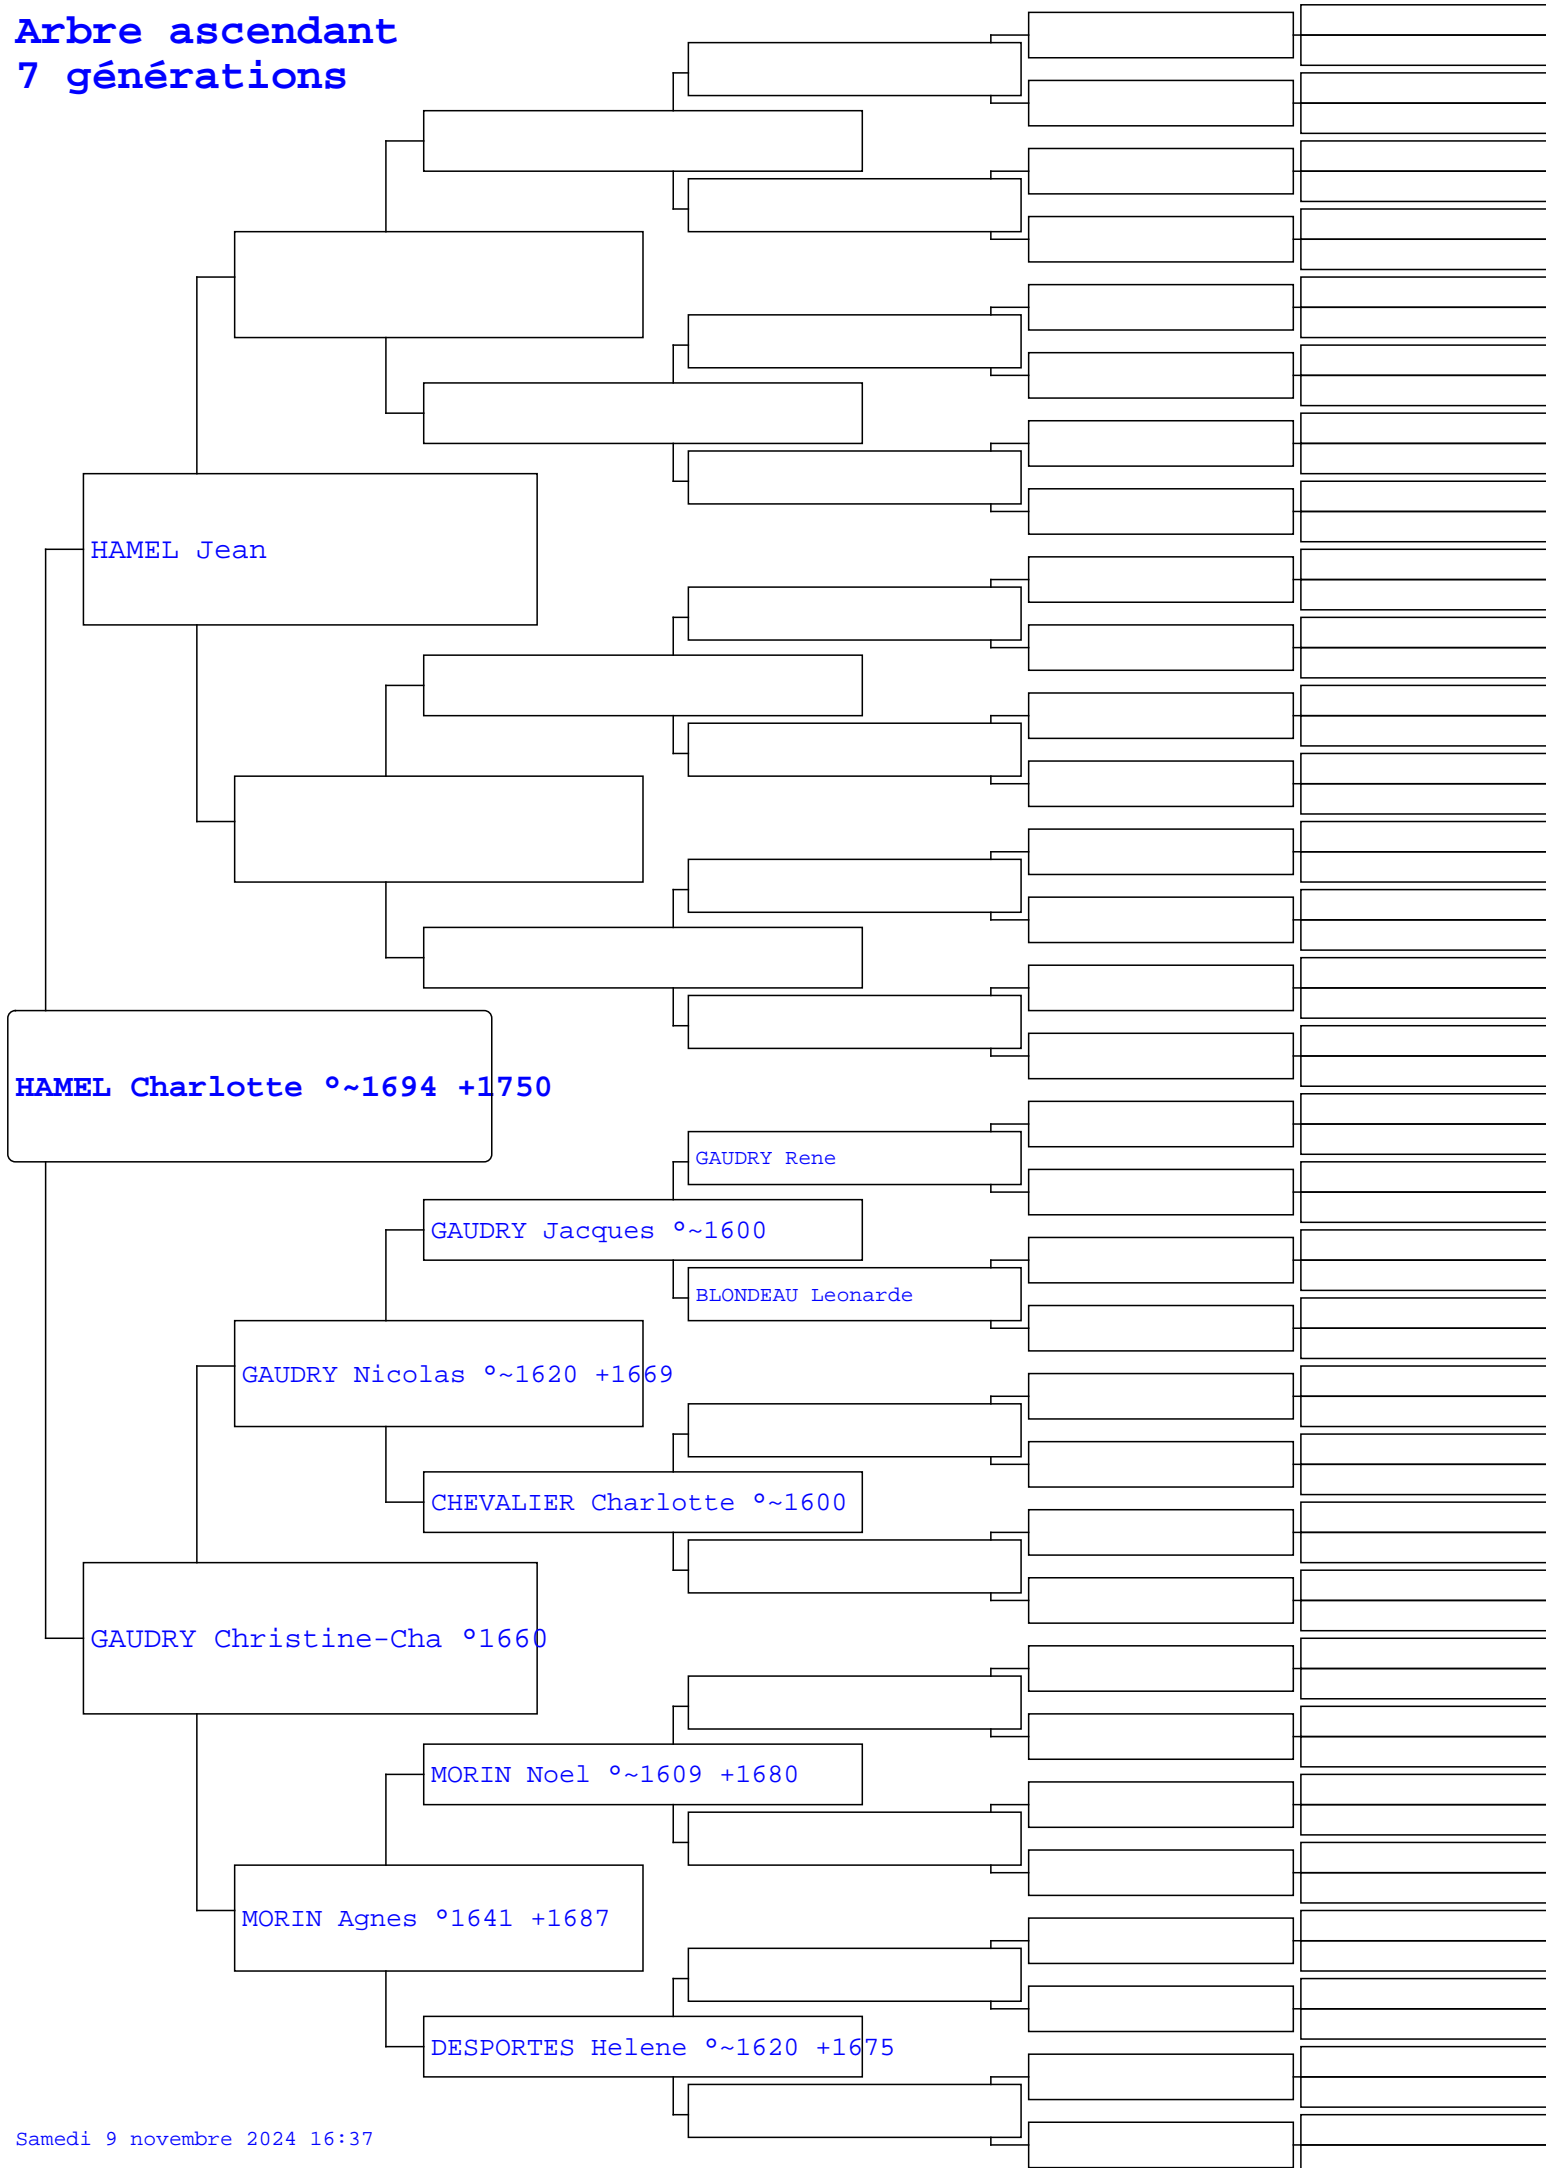 Arbre ascendant
7 générations
HAMEL Jean
HAMEL Charlotte °~1694 +1750
GAUDRY Rene
GAUDRY Jacques °~1600
BLONDEAU Leonarde
GAUDRY Nicolas °~1620 +1669
CHEVALIER Charlotte °~1600
GAUDRY Christine-Cha °1660
MORIN Noel °~1609 +1680
MORIN Agnes °1641 +1687
DESPORTES Helene °~1620 +1675
Samedi 9 novembre 2024 16:37